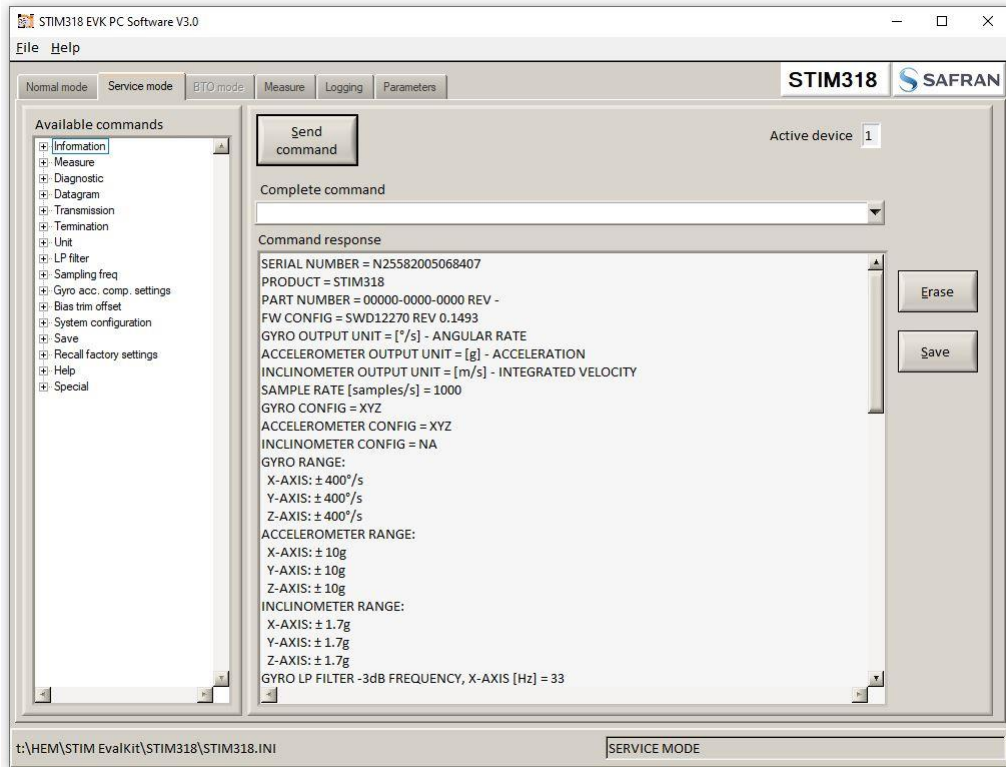 STIM318 EVK PC Software V3.0
File Help
Normal mode Service mode BTO mode Measure Logging Parameters
STIM318 SAFRAN
Available commands
Information
Measure
Diagnostic
Datagram
Transmission
Termination
Unit
LP filter
Sampling freq
Gyro acc. comp. settings
Bias trim offset
System configuration
Save
Recall factory settings
Help
Special
Send
command
Active device 1
Complete command
Command response
SERIAL NUMBER = N25582005068407
PRODUCT = STIM318
PART NUMBER = 00000-0000-0000 REV -
FW CONFIG = SWD12270 REV 0.1493
GYRO OUTPUT UNIT = [°/s] - ANGULAR RATE
ACCELEROMETER OUTPUT UNIT = [g] - ACCELERATION
INCLINOMETER OUTPUT UNIT = [m/s] - INTEGRATED VELOCITY
SAMPLE RATE [samples/s] = 1000
GYRO CONFIG = XYZ
ACCELEROMETER CONFIG = XYZ
INCLINOMETER CONFIG = NA
GYRO RANGE:
X-AXIS: ± 400°/s
Y-AXIS: ± 400°/s
Z-AXIS: ± 400°/s
ACCELEROMETER RANGE:
X-AXIS: ± 10g
Y-AXIS: ± 10g
Z-AXIS: ± 10g
INCLINOMETER RANGE:
X-AXIS: ± 1.7g
Y-AXIS: ± 1.7g
Z-AXIS: ± 1.7g
GYRO LP FILTER -3dB FREQUENCY, X-AXIS [Hz] = 33
Erase
Save
t:\HEM\STIM EvalKit\STIM318\STIM318.INI
SERVICE MODE